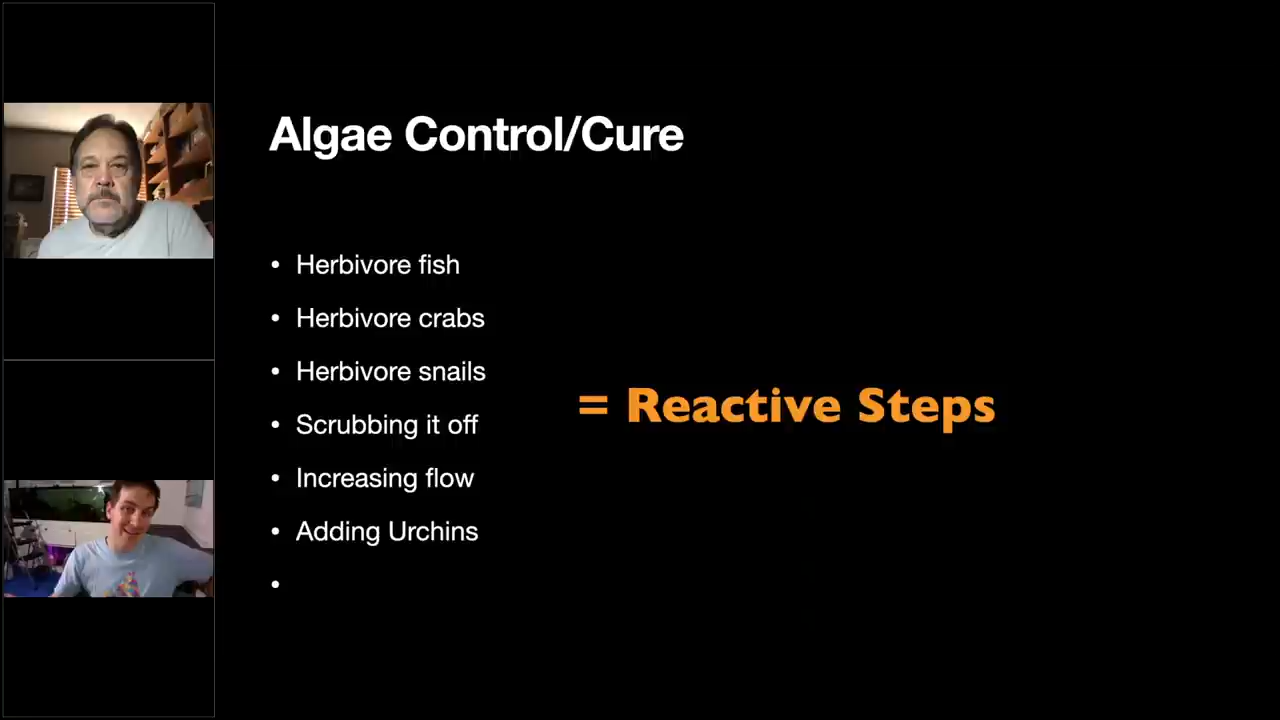 Algae Control/Cure
• Herbivore fish
• Herbivore crabs
• Herbivore snails
• Scrubbing it off
• Increasing flow
• Adding Urchins
•
= Reactive Steps